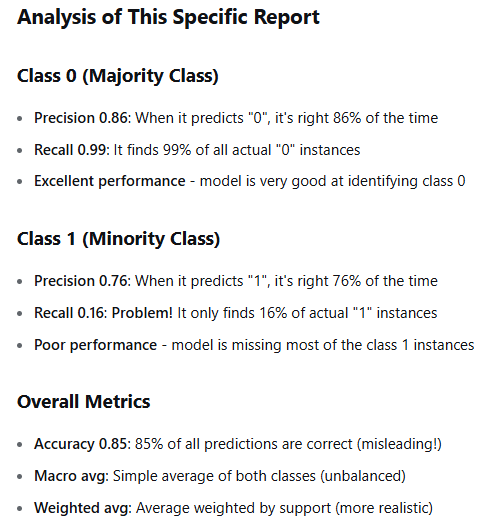 Analysis of This Specific Report
Class 0 (Majority Class)
• Precision 0.86: When it predicts "0", it's right 86% of the time
• Recall 0.99: It finds 99% of all actual "0" instances
• Excellent performance - model is very good at identifying class 0
Class 1 (Minority Class)
• Precision 0.76: When it predicts "1", it's right 76% of the time
• Recall 0.16: Problem! It only finds 16% of actual "1" instances
• Poor performance - model is missing most of the class 1 instances
Overall Metrics
• Accuracy 0.85: 85% of all predictions are correct (misleading!)
• Macro avg: Simple average of both classes (unbalanced)
• Weighted avg: Average weighted by support (more realistic)